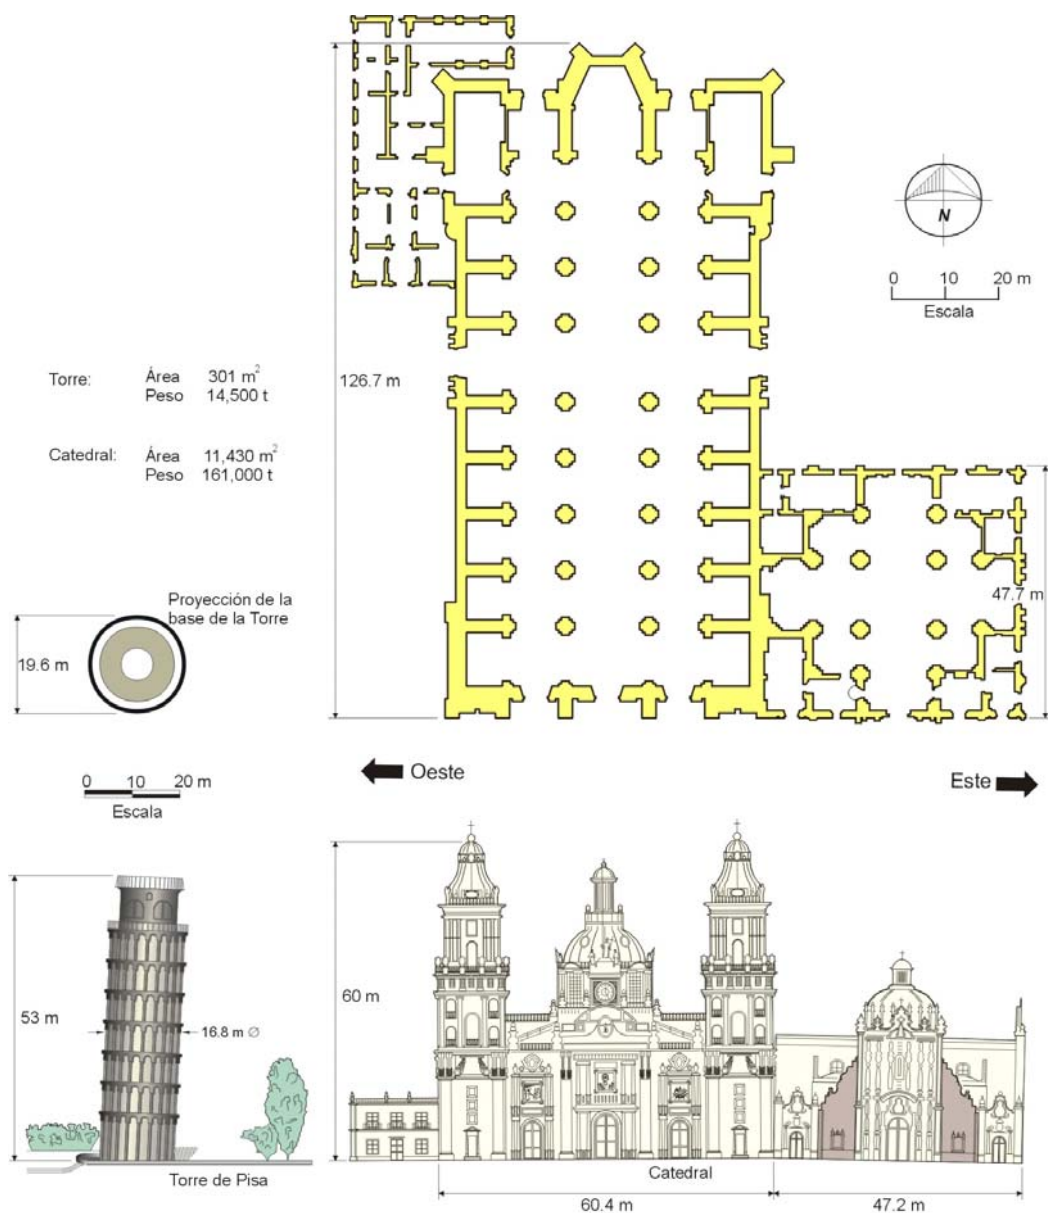 N
0 10 20 m
Escala
Torre: Área 301 m²
Peso 14,500 t
126.7 m
Catedral: Área 11,430 m²
Peso 161,000 t
Proyección de la
base de la Torre
19.6 m
47.7 m
Oeste
Este
0 10 20 m
Escala
53 m
16.8 m ∅
60 m
Torre de Pisa
Catedral
60.4 m
47.2 m